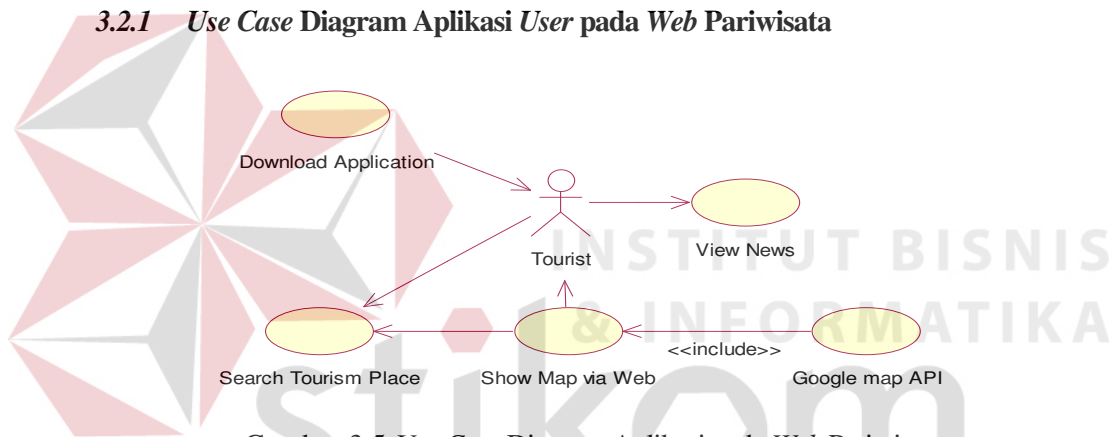 3.2.1 Use Case Diagram Aplikasi User pada Web Pariwisata
Download Application
Tourist
View News
INSTITUT BISNIS
& INFORMATIKA
<<include>>
Search Tourism Place
Show Map via Web
Google map API
stikom